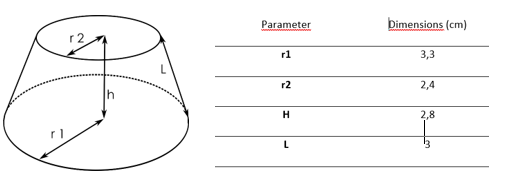 r 2
L
h
r 1
Parameter Dimensions (cm)
r1 3,3
r2 2,4
H 2,8
L 3